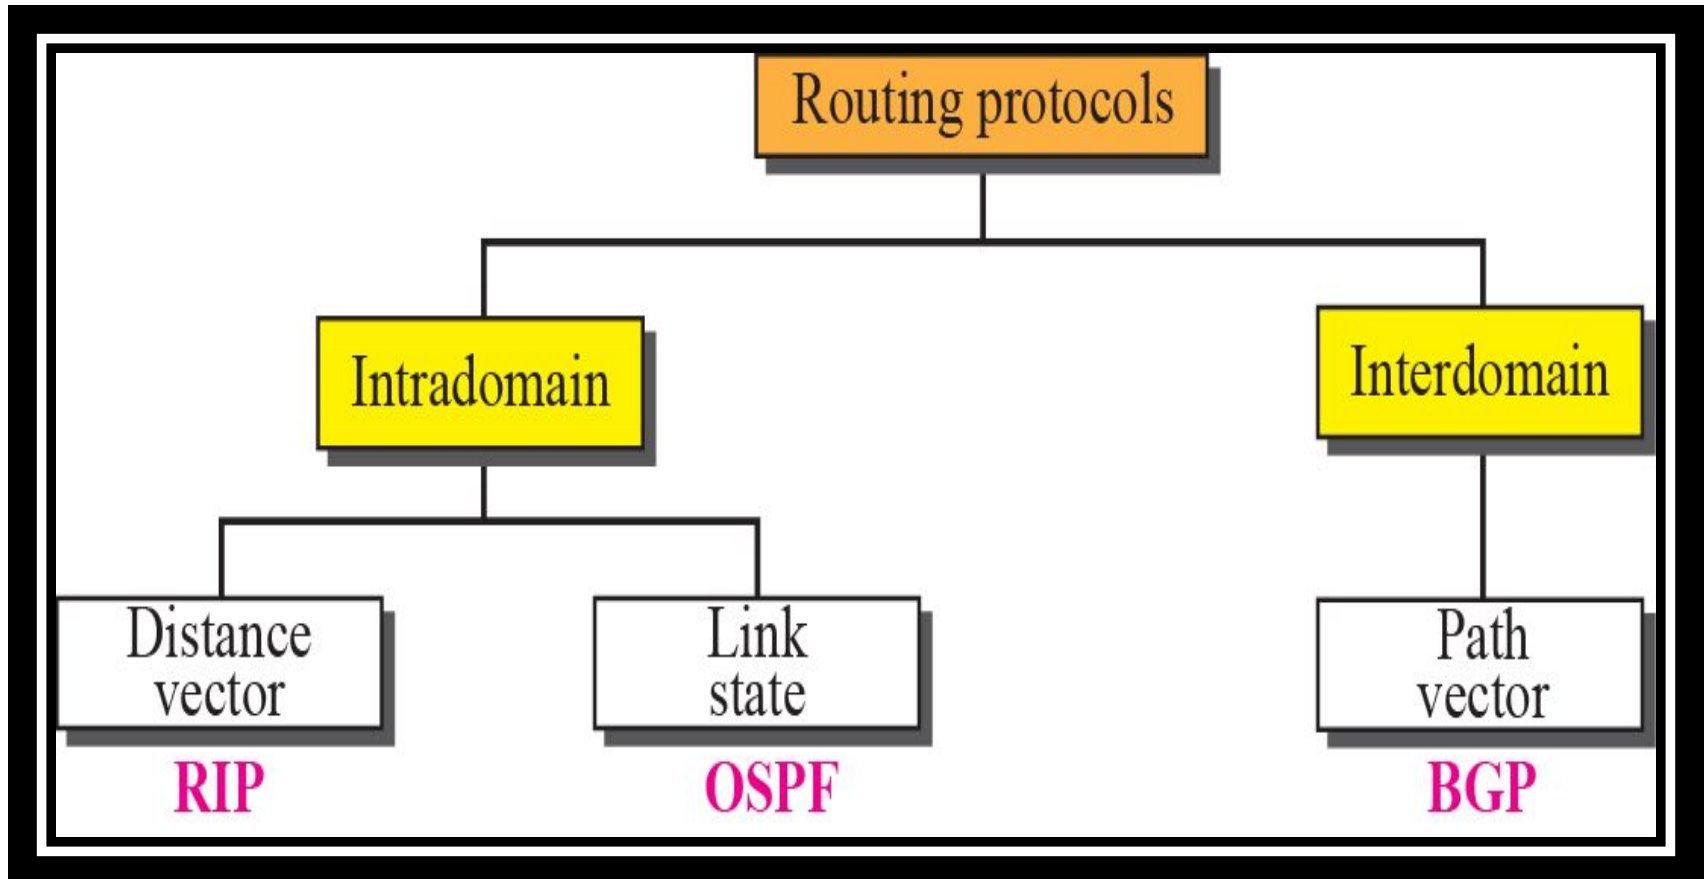 Routing protocols
Intradomain
Interdomain
Distance
vector
Link
state
Path
vector
RIP
OSPF
BGP